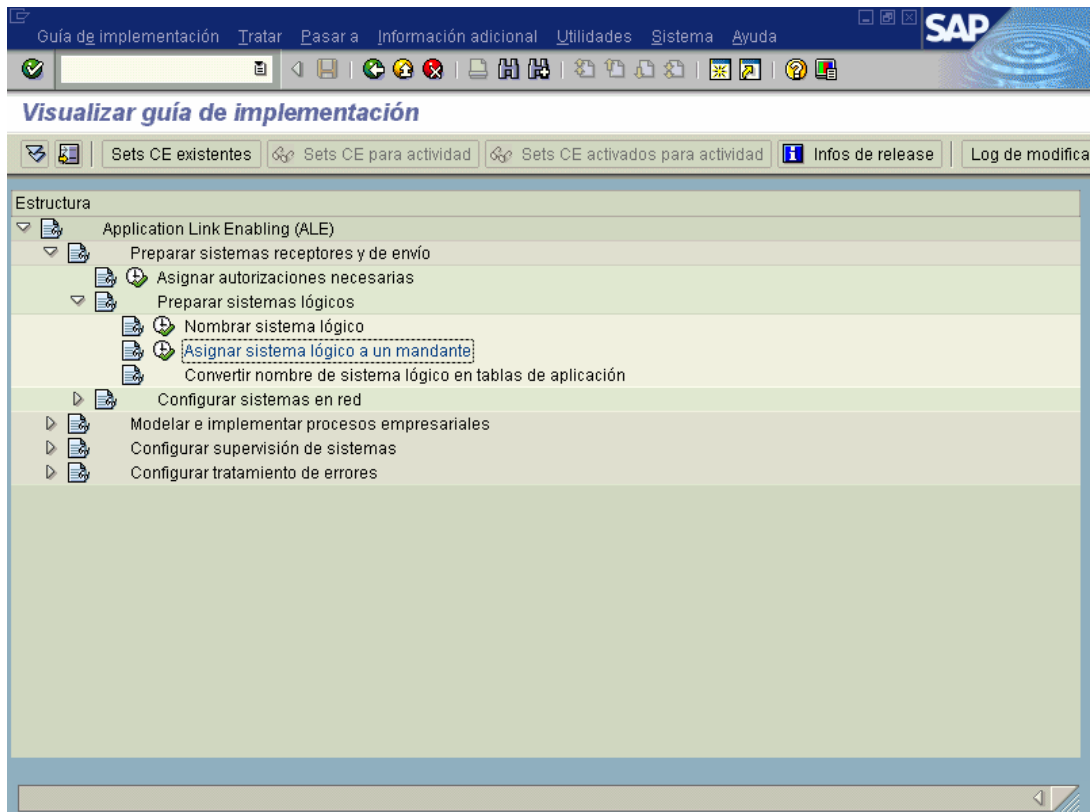 Guía de implementación Tratar Pasar a Información adicional Utilidades Sistema Ayuda
SAP
Visualizar guía de implementación
Sets CE existentes Sets CE para actividad Sets CE activados para actividad Infos de release Log de modifica
Estructura
Application Link Enabling (ALE)
Preparar sistemas receptores y de envío
Asignar autorizaciones necesarias
Preparar sistemas lógicos
Nombrar sistema lógico
Asignar sistema lógico a un mandante
Convertir nombre de sistema lógico en tablas de aplicación
Configurar sistemas en red
Modelar e implementar procesos empresariales
Configurar supervisión de sistemas
Configurar tratamiento de errores